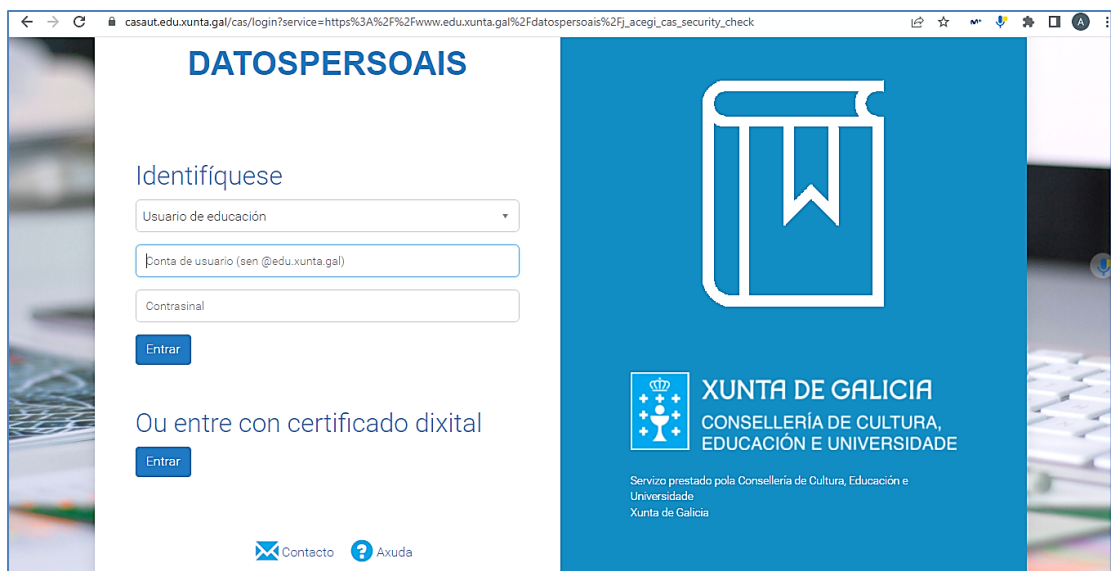 casaut.edu.xunta.gal/cas/login?service=https%3A%2F%2Fwww.edu.xunta.gal%2Fdatospersoais%2Fj_acegi_cas_security_check
A
DATOSPERSOAIS
Identifíquese
Usuario de educación
Conta de usuario (sen @edu.xunta.gal)
Contrasinal
Entrar
Ou entre con certificado dixital
Entrar
Contacto
? Axuda
XUNTA DE GALICIA
CONSELLERÍA DE CULTURA,
EDUCACIÓN E UNIVERSIDADE
Servizo prestado pola Consellería de Cultura, Educación e
Universidade
Xunta de Galicia